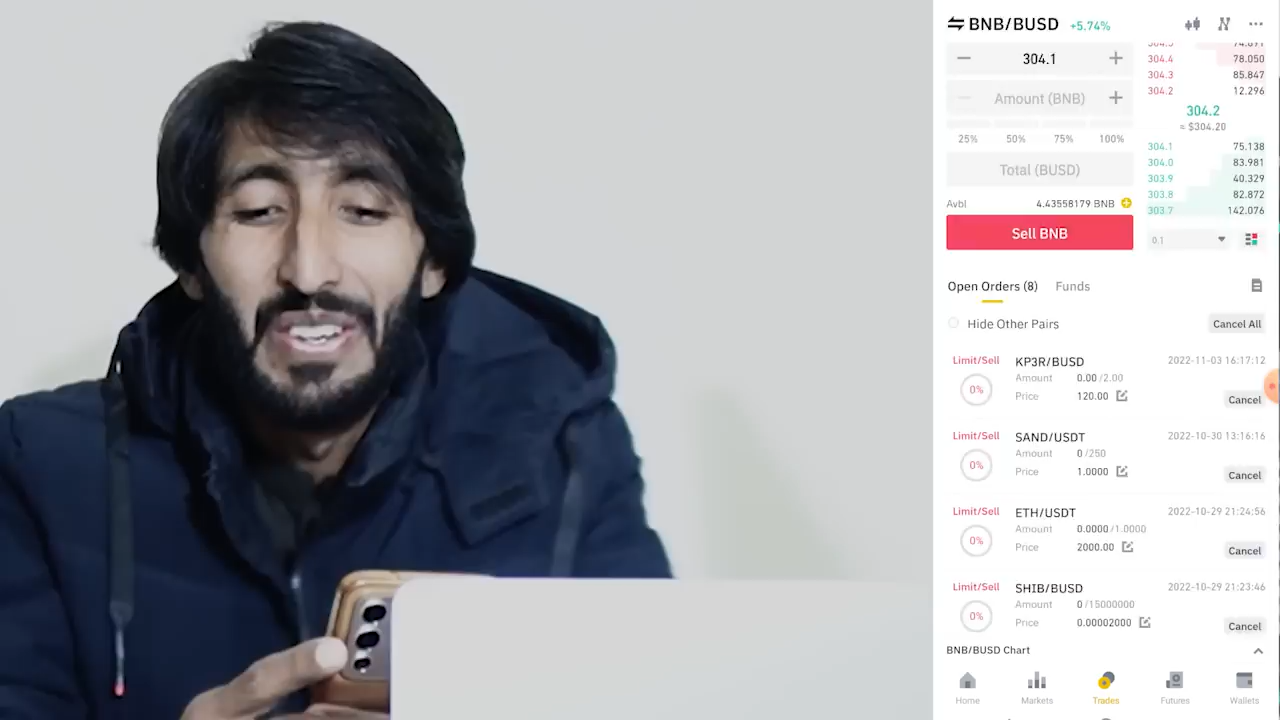 BNB/BUSD +5.74%
304.1
Amount (BNB)
25% 50% 75% 100%
Total (BUSD)
Avbl 4.43558179 BNB
Sell BNB
304.4 78.050
304.3 85.847
304.2 12.296
304.2
≈ $304.20
304.1 75.138
304.0 83.981
303.9 40.329
303.8 82.872
303.7 142.076
0.1
Open Orders (8) Funds
Hide Other Pairs Cancel All
Limit/Sell KP3R/BUSD 2022-11-03 16:17:12
0% Amount 0.00 /2.00
Price 120.00 Cancel
Limit/Sell SAND/USDT 2022-10-30 13:16:16
0% Amount 0 /250
Price 1.0000 Cancel
Limit/Sell ETH/USDT 2022-10-29 21:24:56
0% Amount 0.0000 /1.0000
Price 2000.00 Cancel
Limit/Sell SHIB/BUSD 2022-10-29 21:23:46
0% Amount 0 /15000000
Price 0.00002000 Cancel
BNB/BUSD Chart
Home Markets Trades Futures Wallets